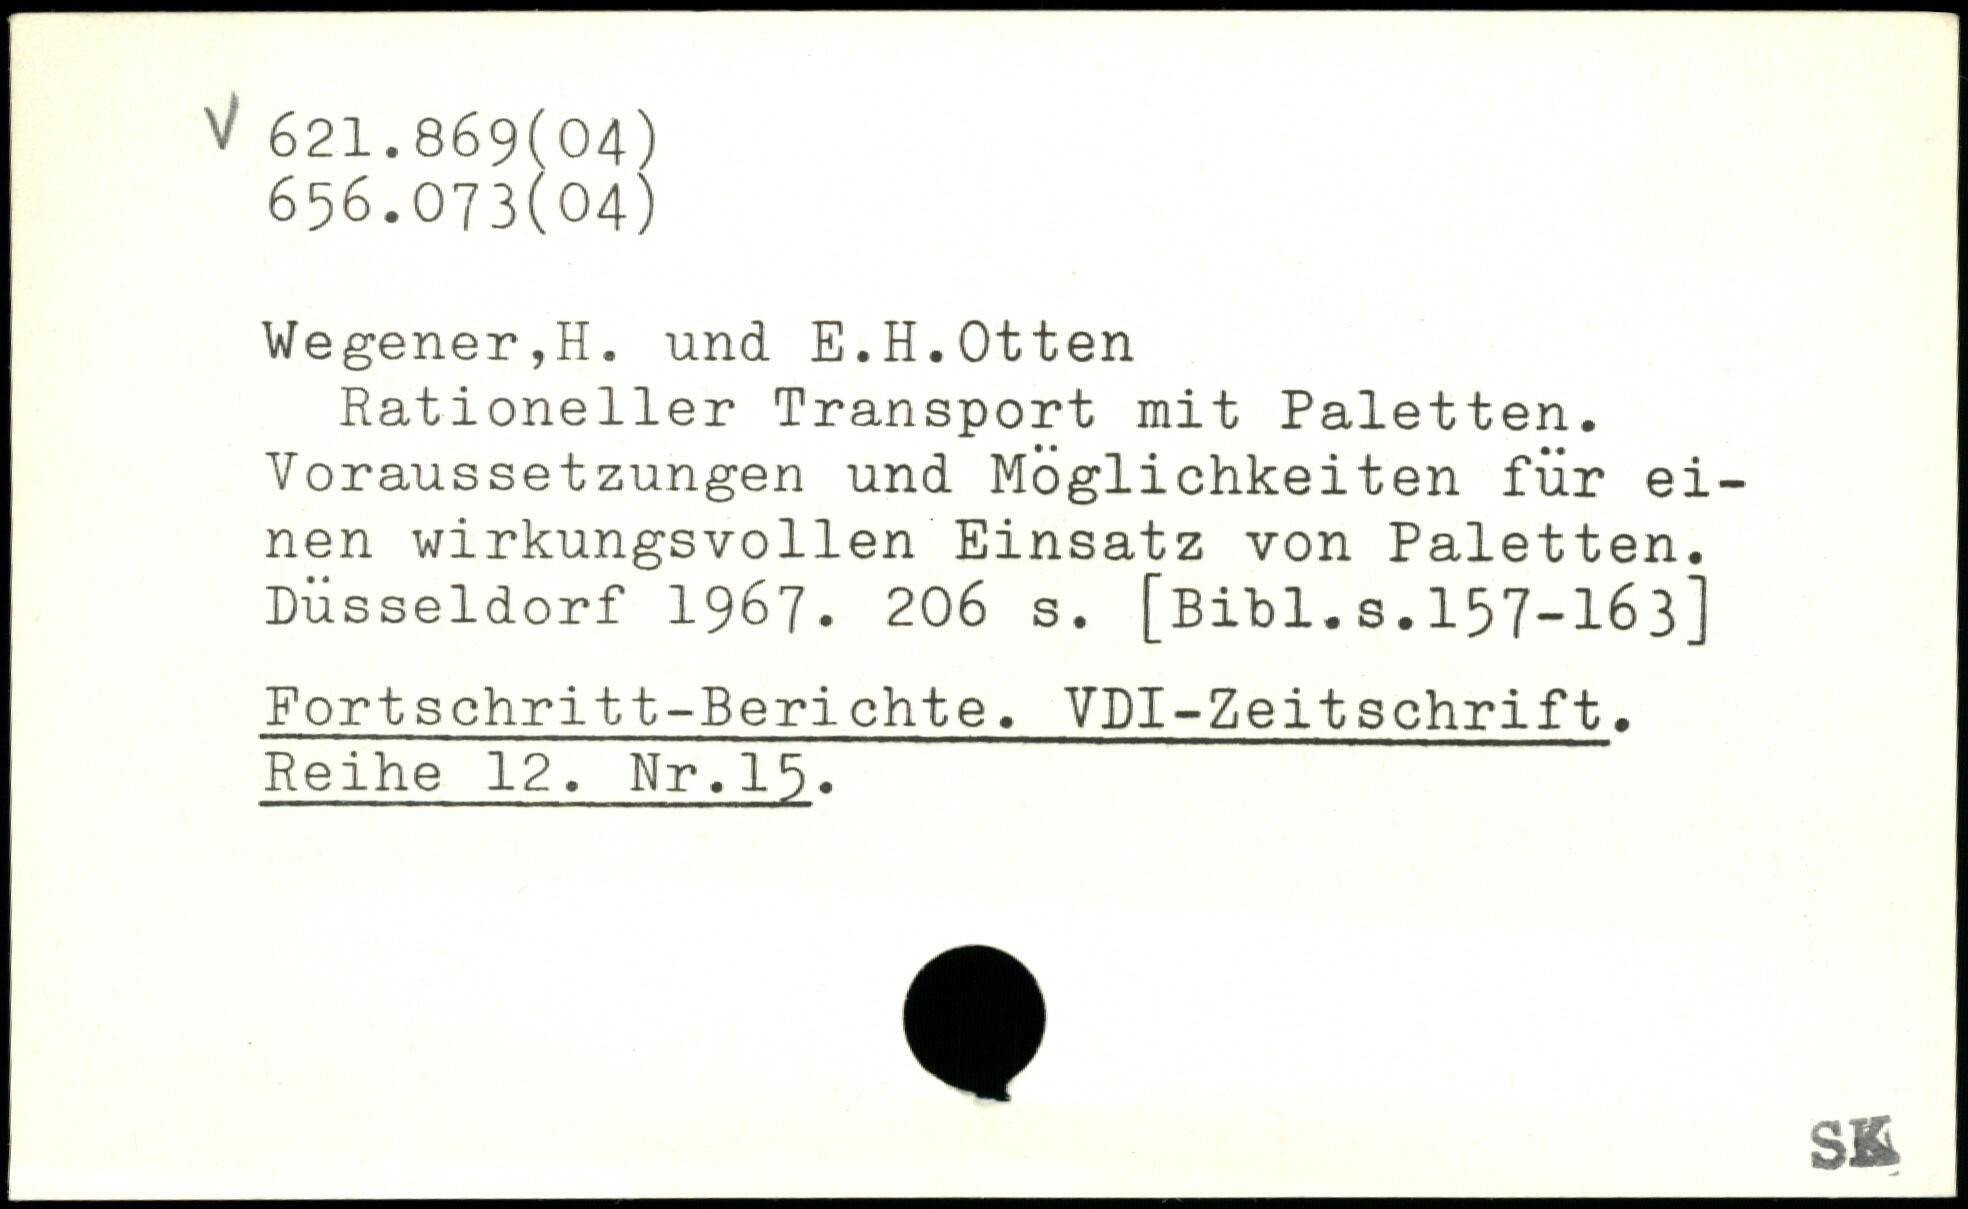 V 621.869(04)
656.073(04)
Wegener,H. und E.H.Otten
Rationeller Transport mit Paletten.
Voraussetzungen und Möglichkeiten für ei-
nen wirkungsvollen Einsatz von Paletten.
Düsseldorf 1967. 206 s. [Bibl.s.157-163]
Fortschritt-Berichte. VDI-Zeitschrift.
Reihe 12. Nr.15.
SK